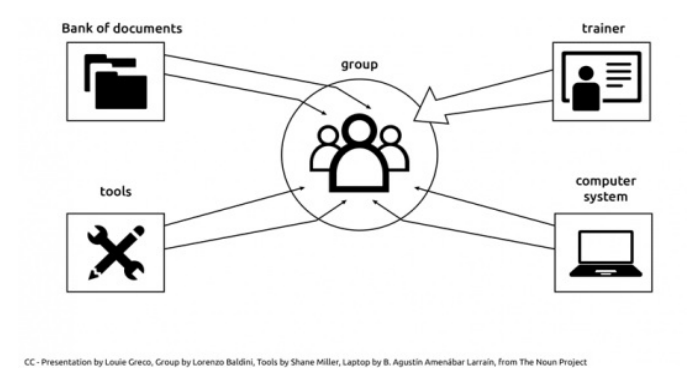 Bank of documents
trainer
group
tools
computer
system
CC - Presentation by Louie Greco, Group by Lorenzo Baldini, Tools by Shane Miller, Laptop by B. Agustín Amenábar Larraín, from The Noun Project